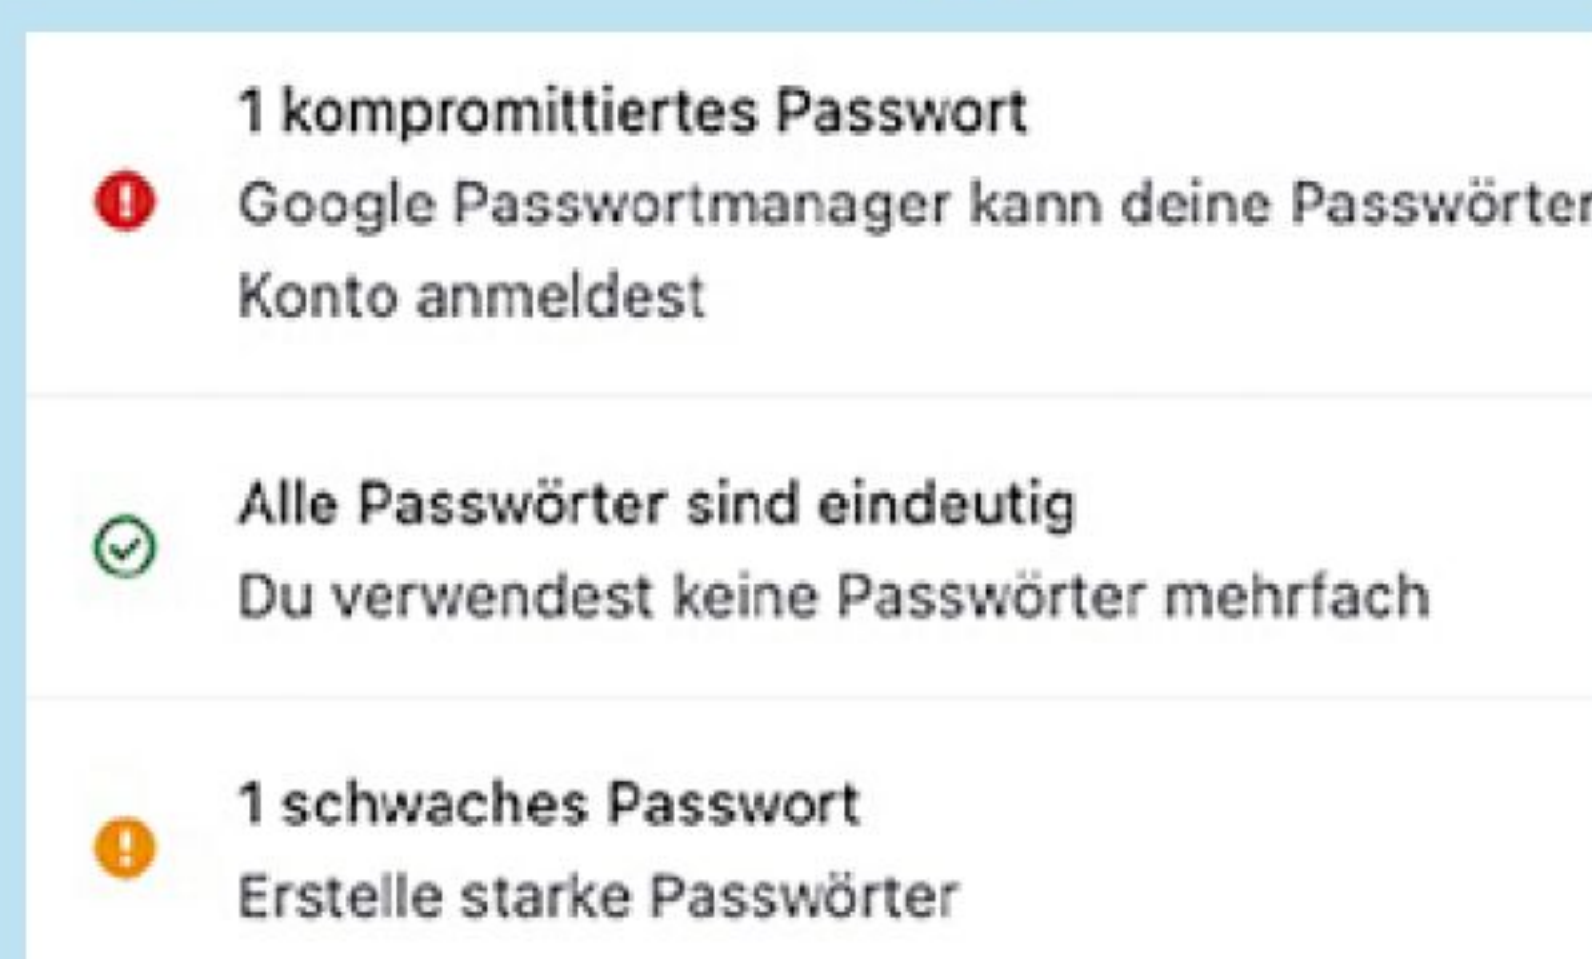 1 kompromittiertes Passwort
Google Passwortmanager kann deine Passwörter
Konto anmeldest
Alle Passwörter sind eindeutig
Du verwendest keine Passwörter mehrfach
1 schwaches Passwort
Erstelle starke Passwörter